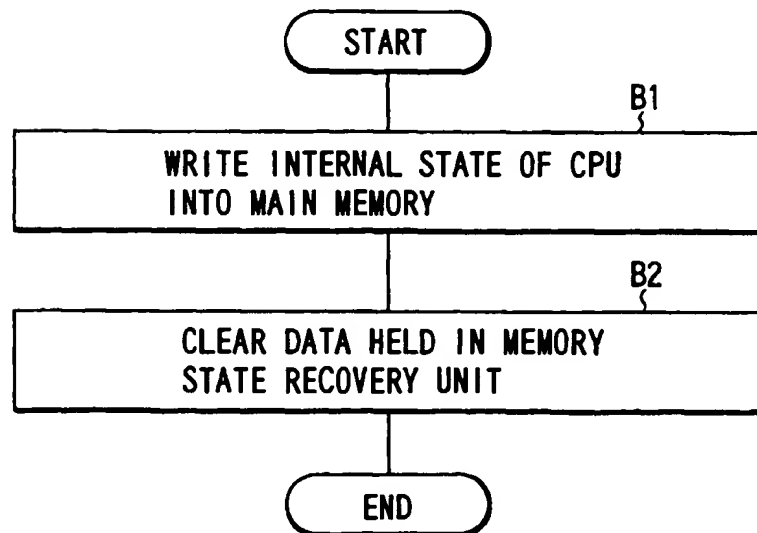 START
B1
WRITE INTERNAL STATE OF CPU
INTO MAIN MEMORY
B2
CLEAR DATA HELD IN MEMORY
STATE RECOVERY UNIT
END